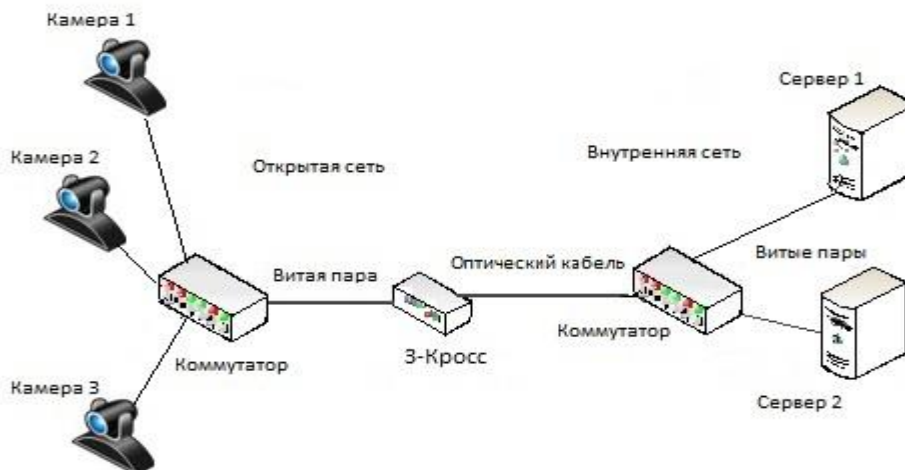 Камера 1
Сервер 1
Камера 2
Открытая сеть
Внутренняя сеть
Витая пара
Оптический кабель
Витые пары
Коммутатор
З-Кросс
Коммутатор
Камера 3
Сервер 2